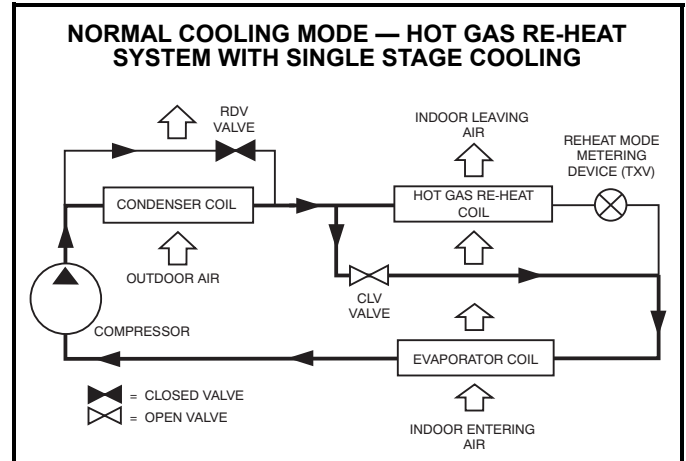 NORMAL COOLING MODE — HOT GAS RE-HEAT
SYSTEM WITH SINGLE STAGE COOLING
RDV
VALVE
INDOOR LEAVING
AIR
REHEAT MODE
METERING
DEVICE (TXV)
CONDENSER COIL
HOT GAS RE-HEAT
COIL
OUTDOOR AIR
CLV
VALVE
COMPRESSOR
EVAPORATOR COIL
= CLOSED VALVE
= OPEN VALVE
INDOOR ENTERING
AIR